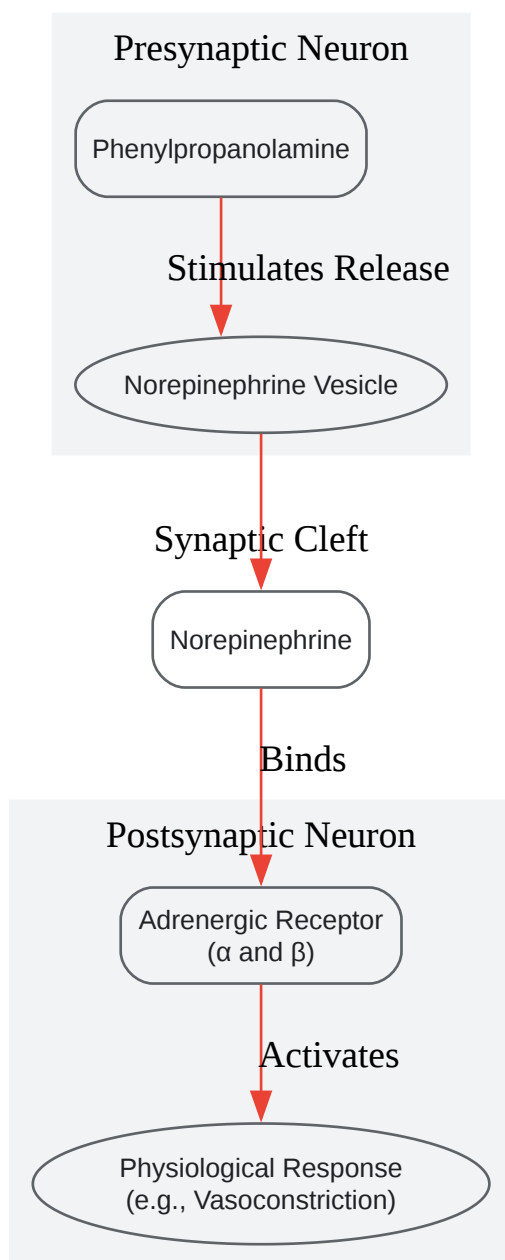 Presynaptic Neuron
Phenylpropanolamine
Stimulates Release
Norepinephrine Vesicle
Synaptic Cleft
Norepinephrine
Binds
Postsynaptic Neuron
Adrenergic Receptor
(α and β)
Activates
Physiological Response
(e.g., Vasoconstriction)